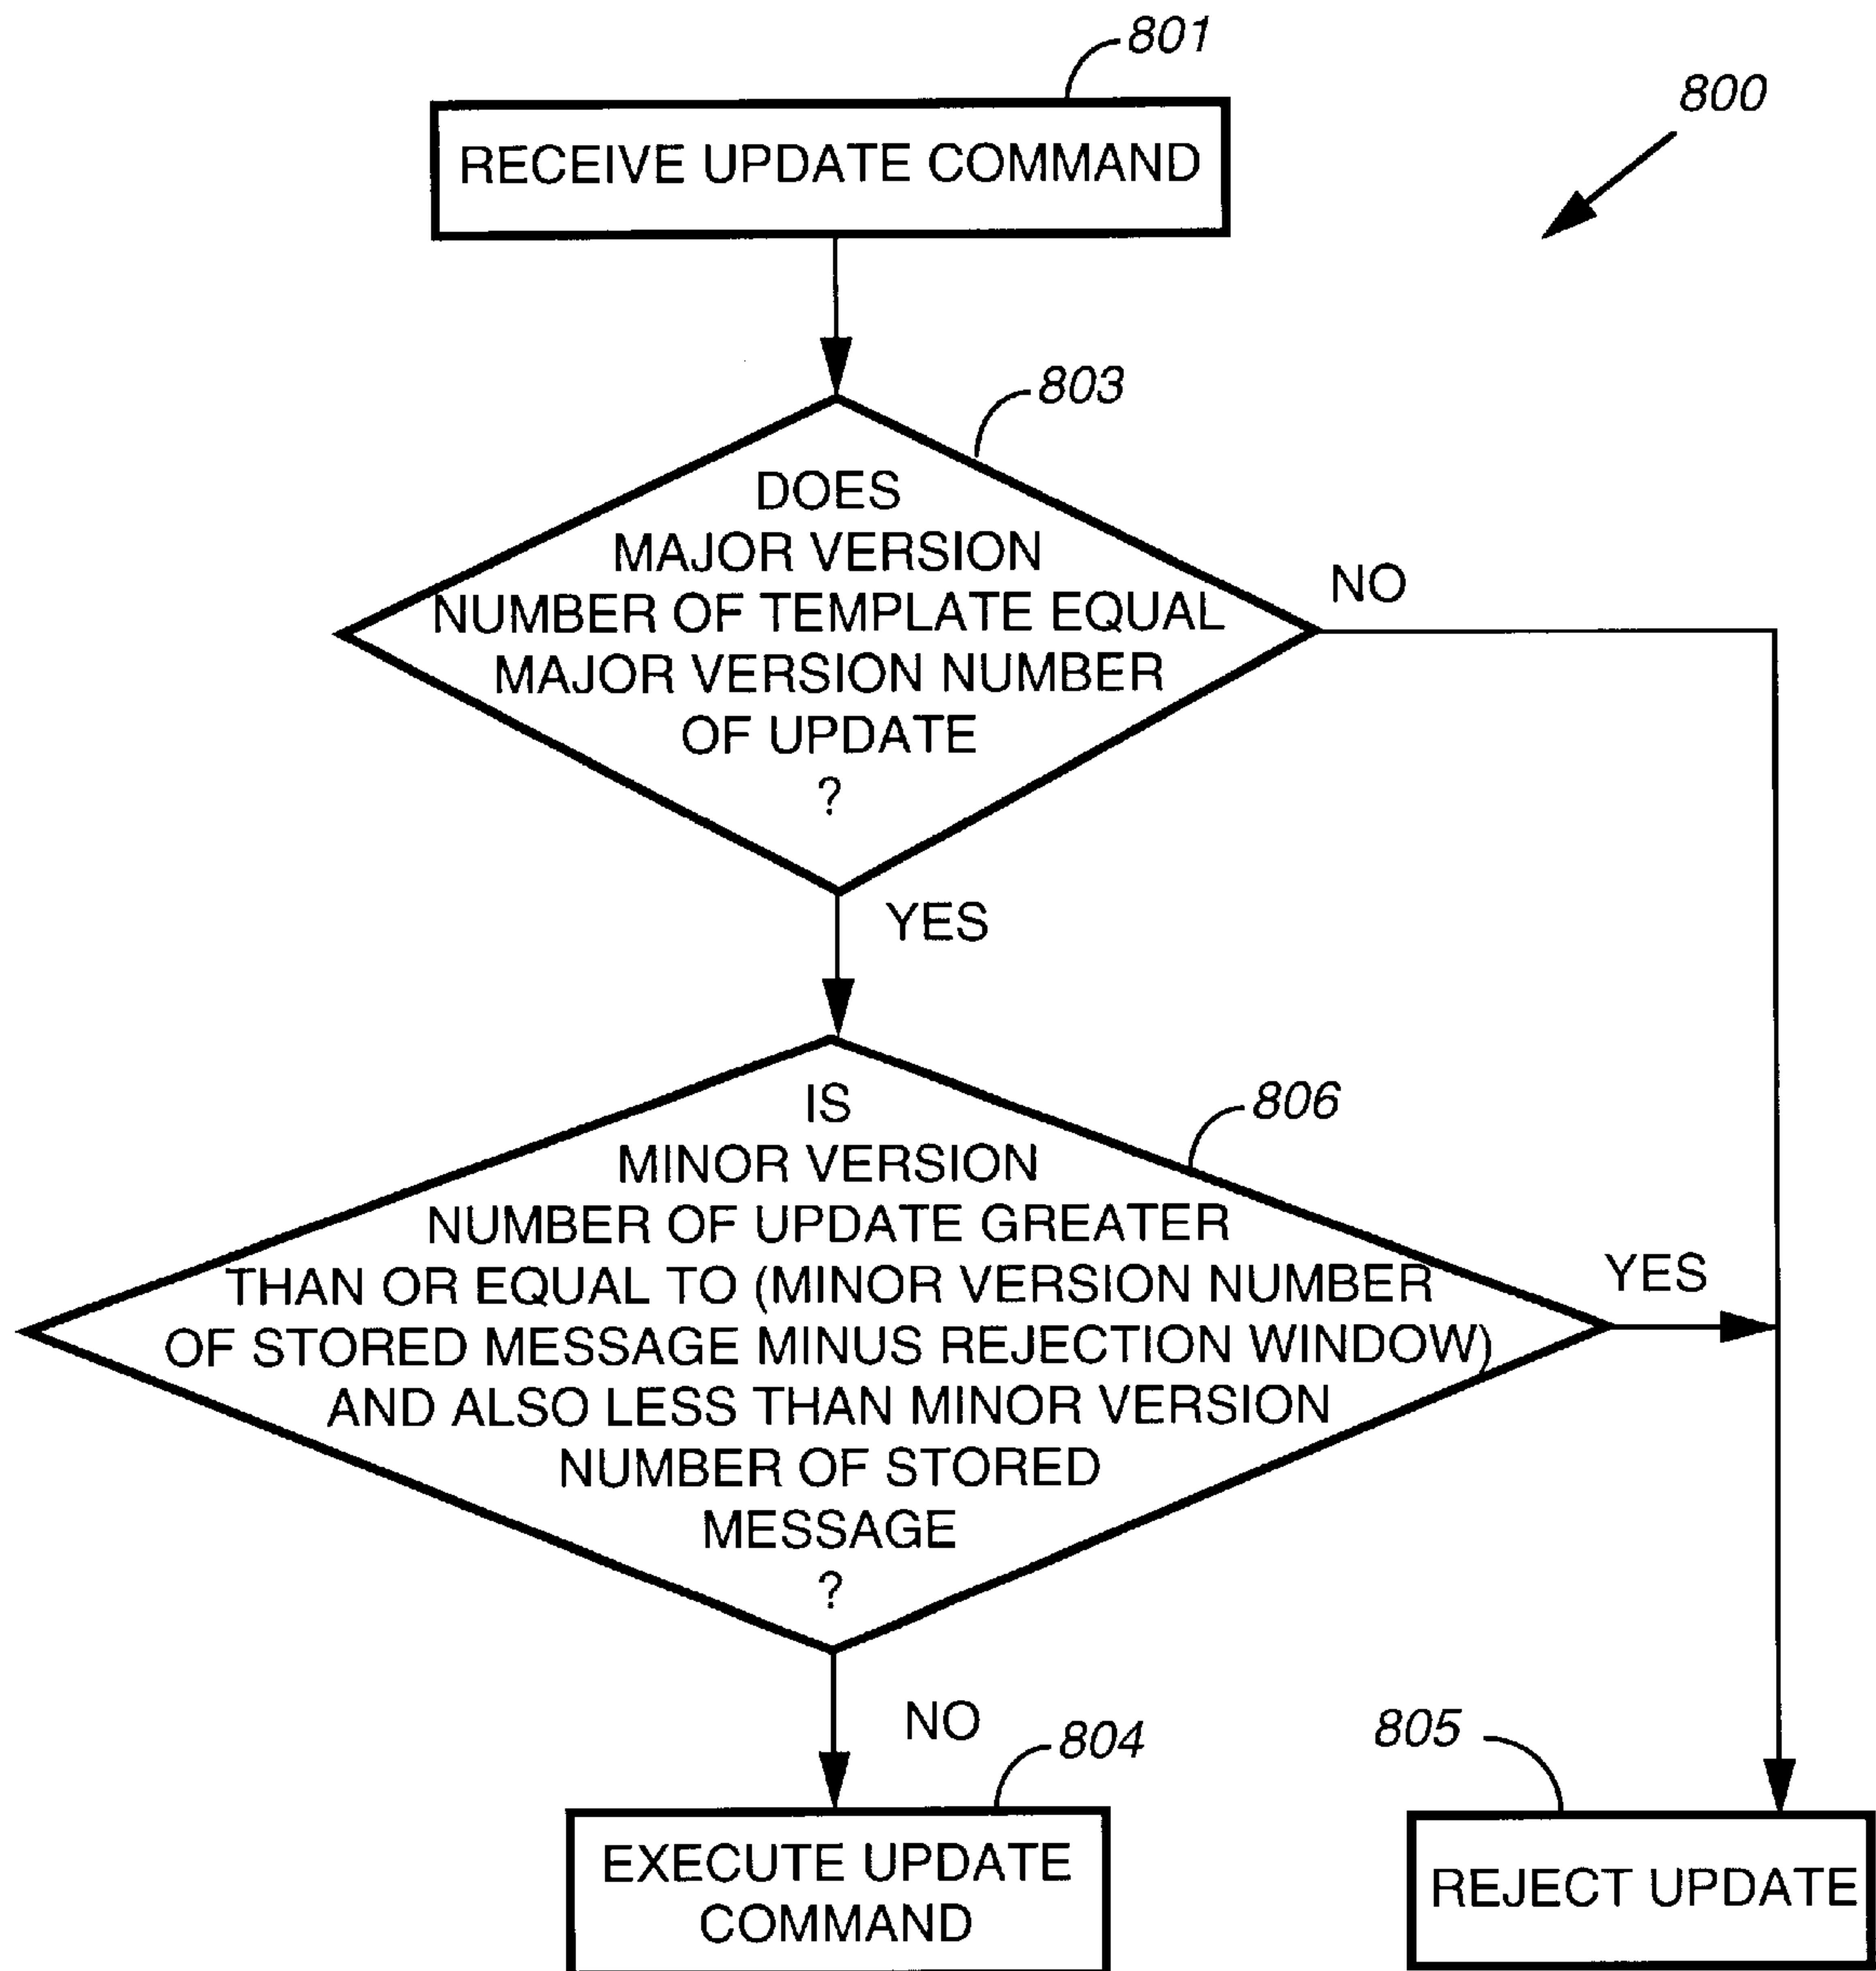 801
800
RECEIVE UPDATE COMMAND
803
DOES
MAJOR VERSION
NUMBER OF TEMPLATE EQUAL
MAJOR VERSION NUMBER
OF UPDATE
?
NO
YES
806
IS
MINOR VERSION
NUMBER OF UPDATE GREATER
THAN OR EQUAL TO (MINOR VERSION NUMBER
OF STORED MESSAGE MINUS REJECTION WINDOW)
AND ALSO LESS THAN MINOR VERSION
NUMBER OF STORED
MESSAGE
?
YES
NO
804
805
EXECUTE UPDATE
COMMAND
REJECT UPDATE